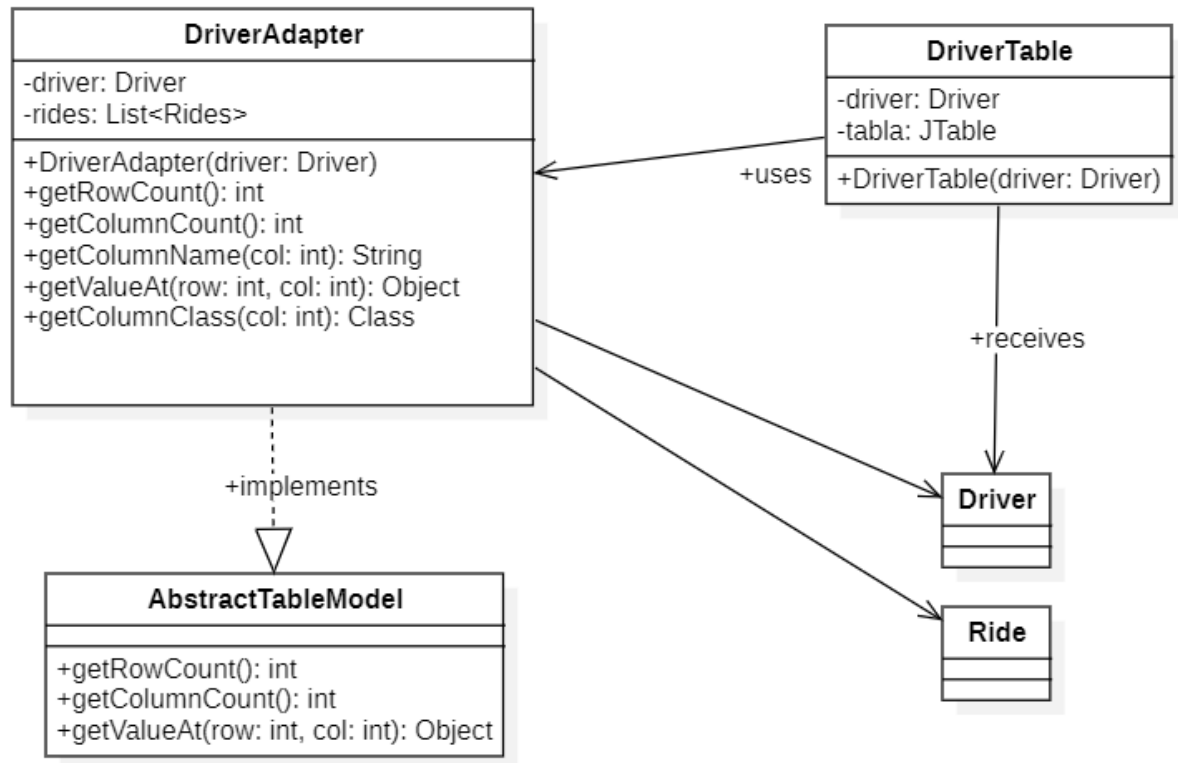 DriverAdapter
-driver: Driver
-rides: List<Rides>
+DriverAdapter(driver: Driver)
+getRowCount(): int
+getColumnCount(): int
+getColumnName(col: int): String
+getValueAt(row: int, col: int): Object
+getColumnClass(col: int): Class
DriverTable
-driver: Driver
-tabla: JTable
+DriverTable(driver: Driver)
+uses
+receives
+implements
Driver
AbstractTableModel
+getRowCount(): int
+getColumnCount(): int
+getValueAt(row: int, col: int): Object
Ride